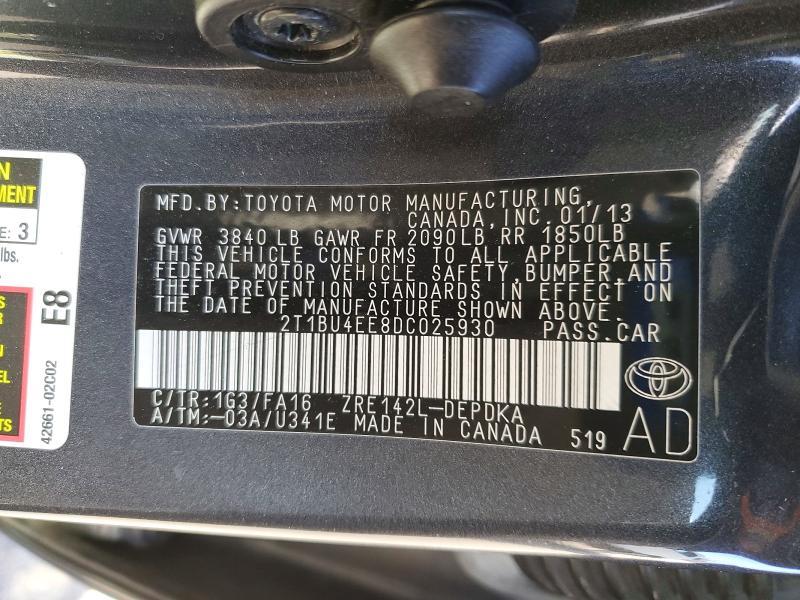 MFD.BY:TOYOTA MOTOR MANUFACTURING,
CANADA,INC.01/13
GVWR 3840 LB GAWR FR 2090LB RR 1850LB
THIS VEHICLE CONFORMS TO ALL APPLICABLE
FEDERAL MOTOR VEHICLE SAFETY,BUMPER,AND
THEFT PREVENTION STANDARDS IN EFFECT ON
THE DATE OF MANUFACTURE SHOWN ABOVE.
2T1BU4EE8DC025930 PASS.CAR
C/TR:1G3/FA16 ZRE142L-DEPDKA
A/TM:-03A/U341E MADE IN CANADA 519 AD
E: 3
lbs.
E8
42661-02C02